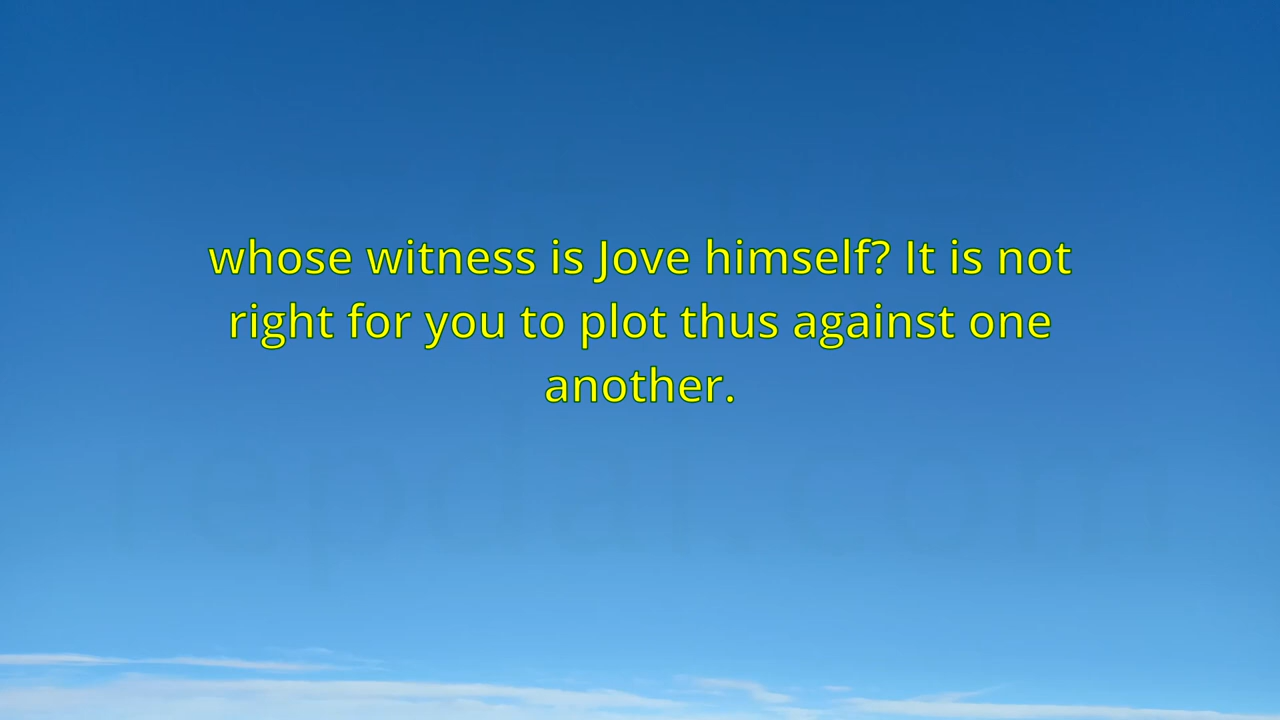 whose witness is Jove himself? It is not
right for you to plot thus against one
another.